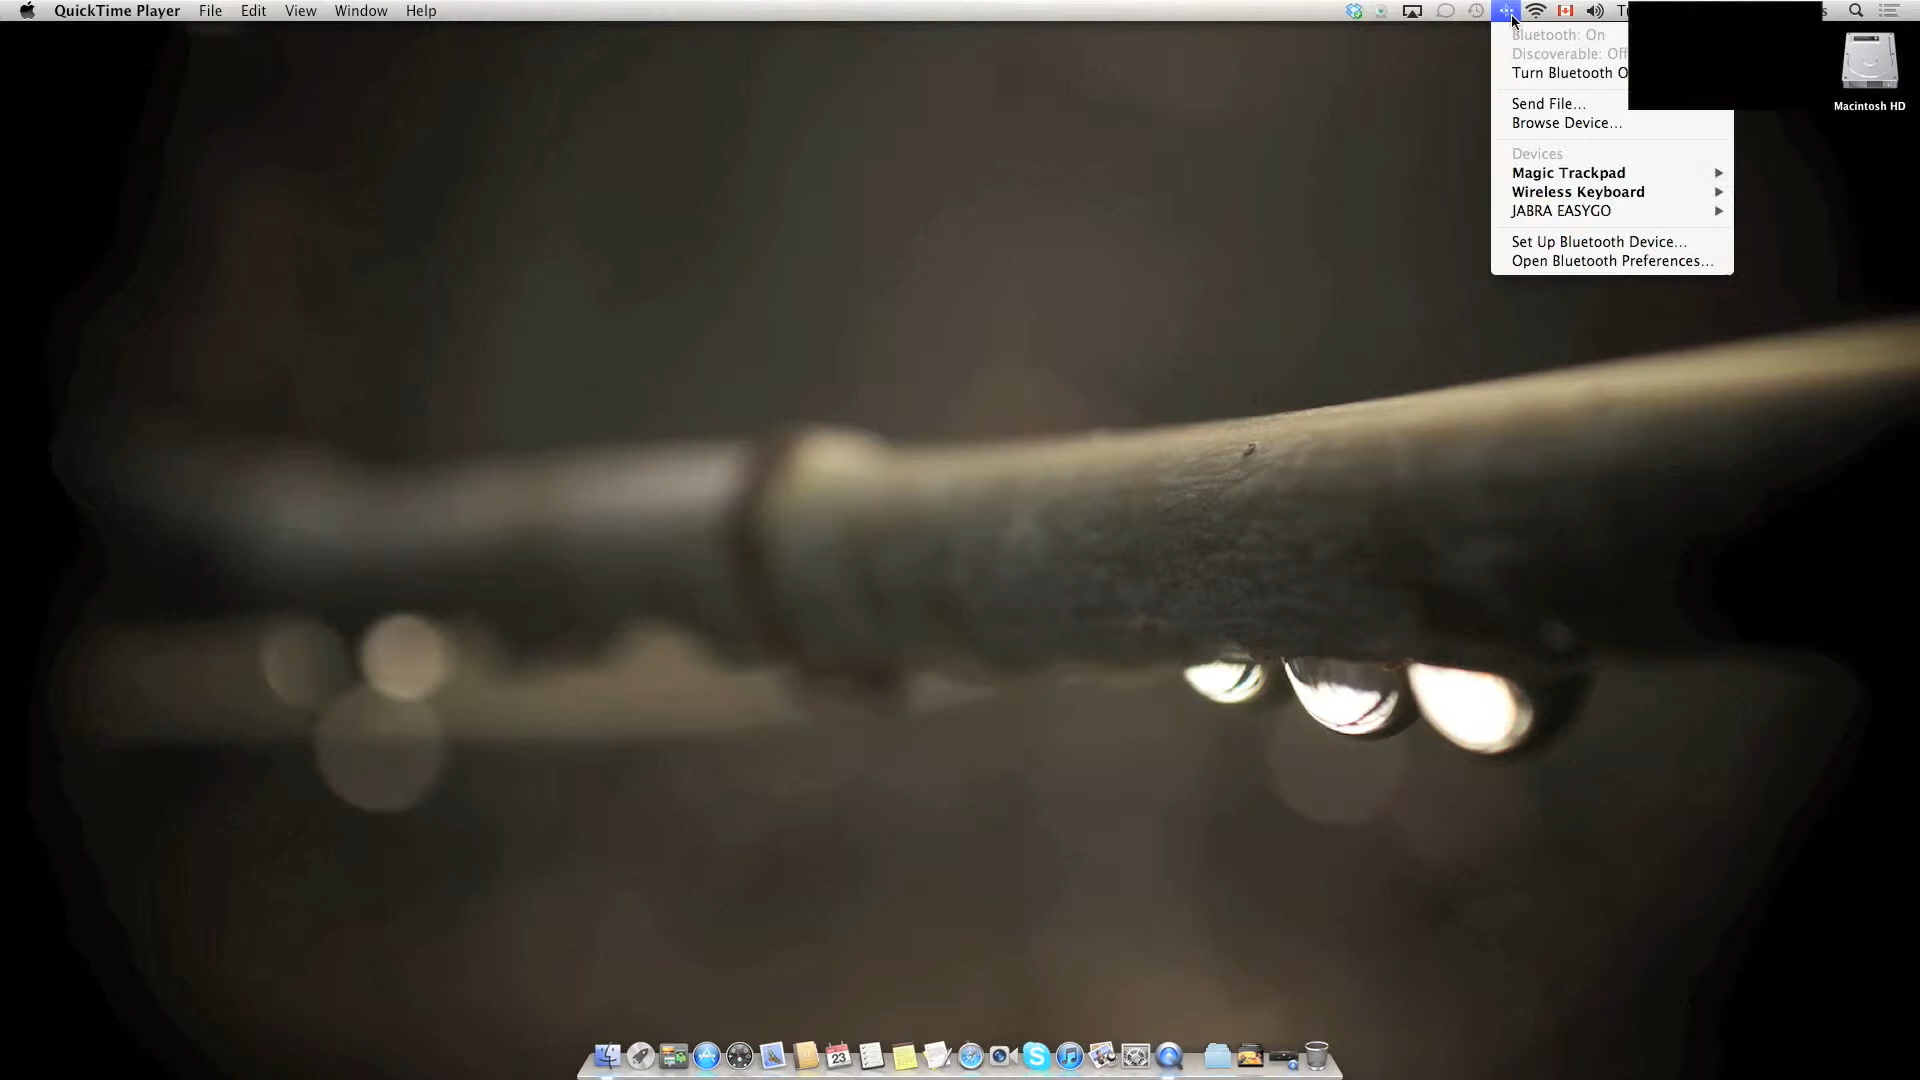 QuickTime Player File Edit View Window Help
Bluetooth: On
Discoverable: Off
Turn Bluetooth O
Send File...
Browse Device...
Devices
Magic Trackpad
Wireless Keyboard
JABRA EASYGO
Set Up Bluetooth Device...
Open Bluetooth Preferences...
Macintosh HD
23